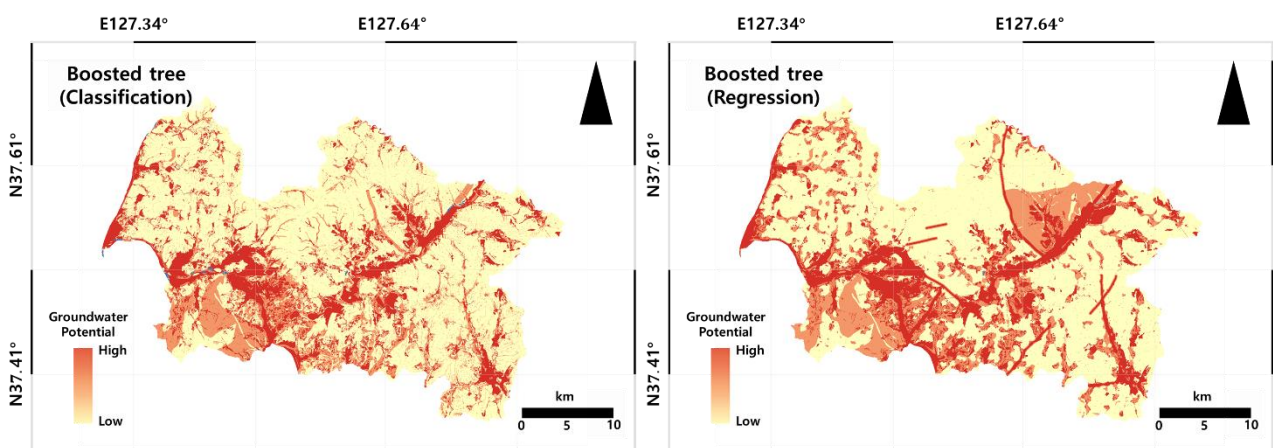 E127.34°
E127.64°
Boosted tree
(Classification)
N37.61°
N37.41°
Groundwater
Potential
High
Low
km
0 5 10
E127.34°
E127.64°
Boosted tree
(Regression)
N37.61°
N37.41°
Groundwater
Potential
High
Low
km
0 5 10